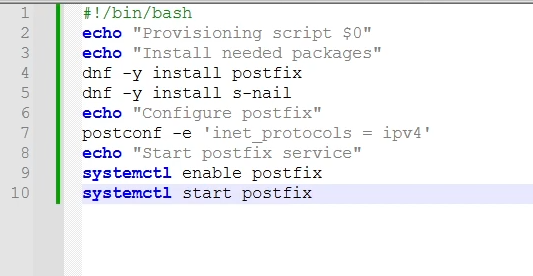 1 #!/bin/bash
2 echo "Provisioning script $0"
3 echo "Install needed packages"
4 dnf -y install postfix
5 dnf -y install s-nail
6 echo "Configure postfix"
7 postconf -e 'inet_protocols = ipv4'
8 echo "Start postfix service"
9 systemctl enable postfix
10 systemctl start postfix